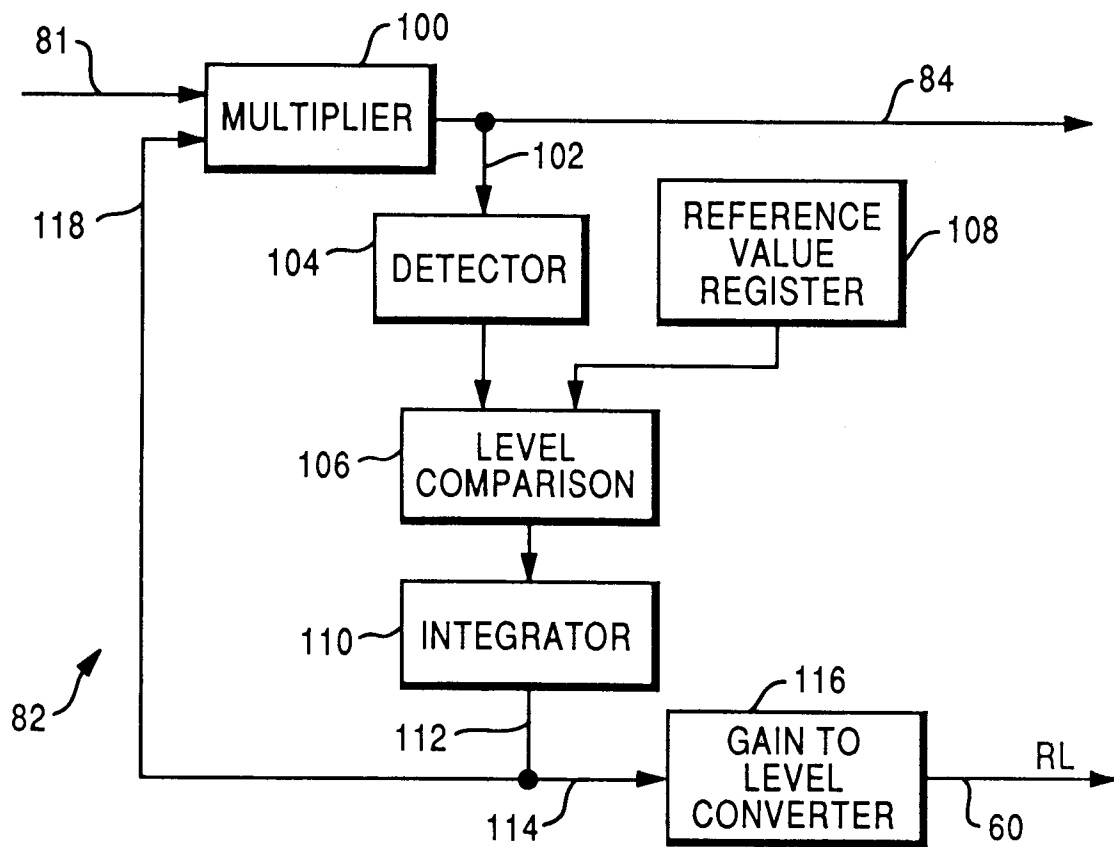 100
81
MULTIPLIER
84
102
118
REFERENCE
VALUE
REGISTER
108
104
DETECTOR
LEVEL
COMPARISON
106
110
INTEGRATOR
116
82
112
GAIN TO
LEVEL
CONVERTER
RL
114
60